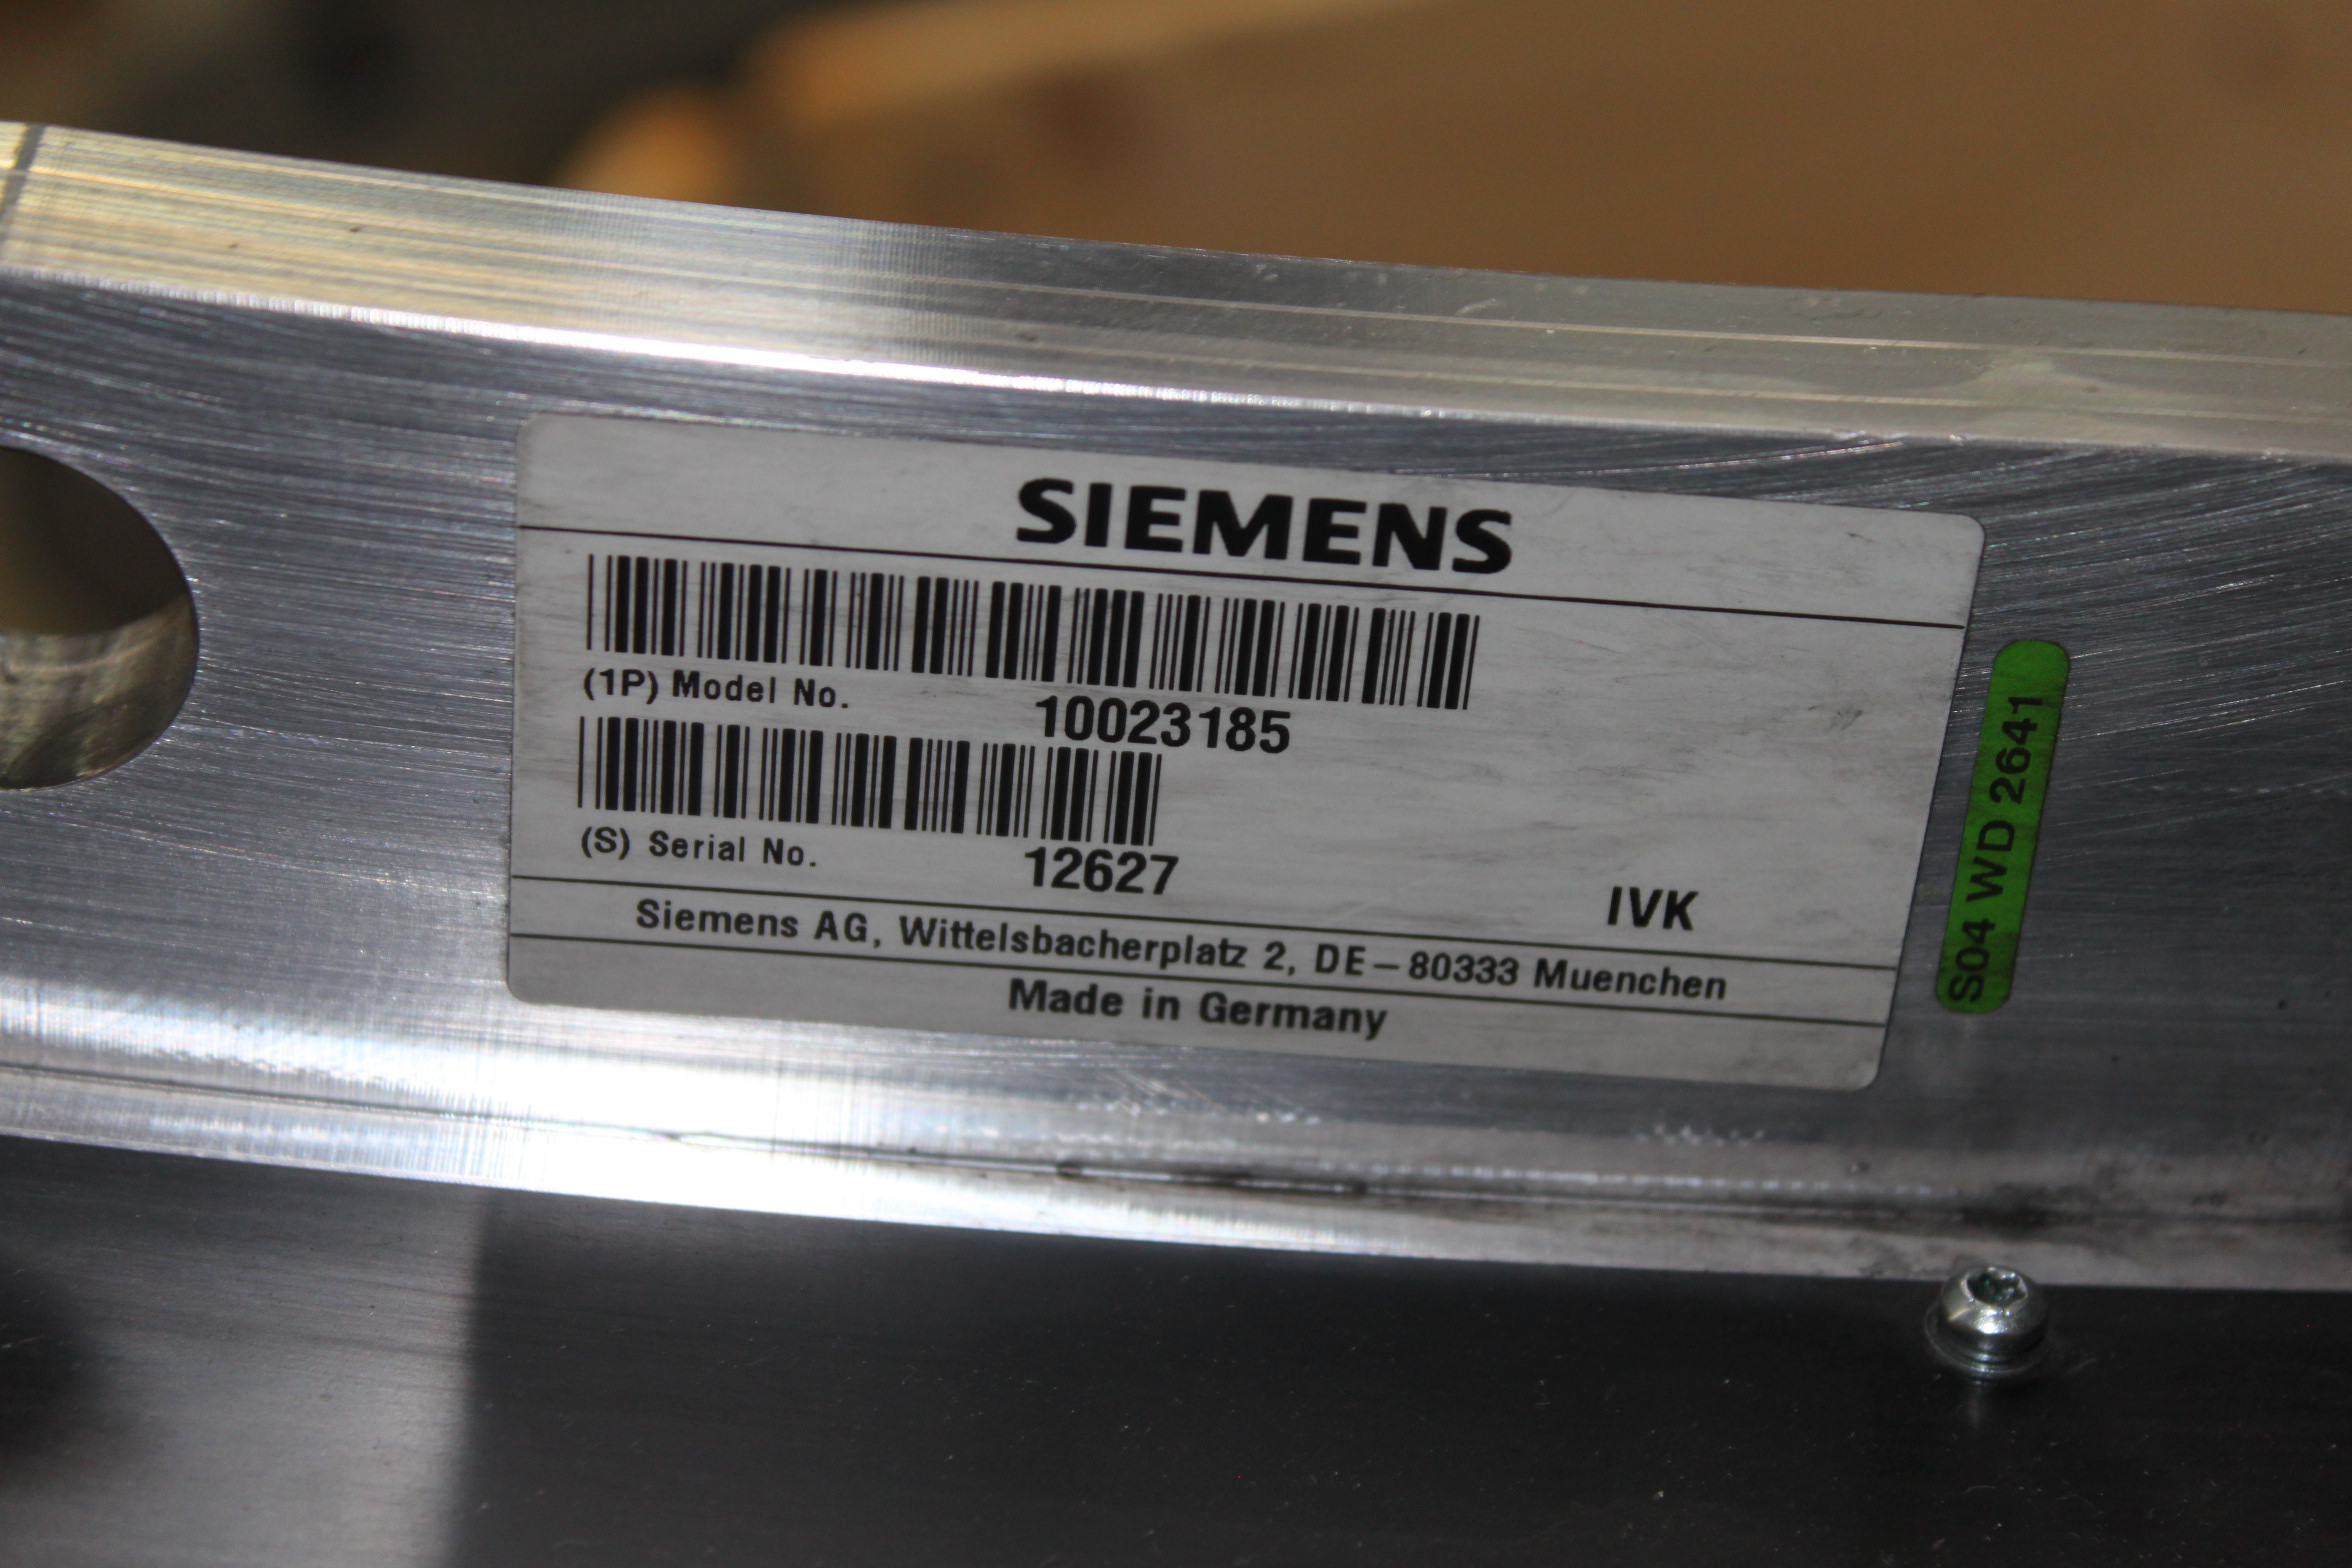 SIEMENS
(1P) Model No. 10023185
(S) Serial No. 12627
IVK
Siemens AG, Wittelsbacherplatz 2, DE-80333 Muenchen
Made in Germany
S04 WD 2641